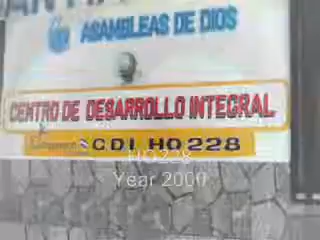 ASAMBLEAS DE DIOS
CENTRO DE DESARROLLO INTEGRAL
CDI HO228
HO228
Year 2000